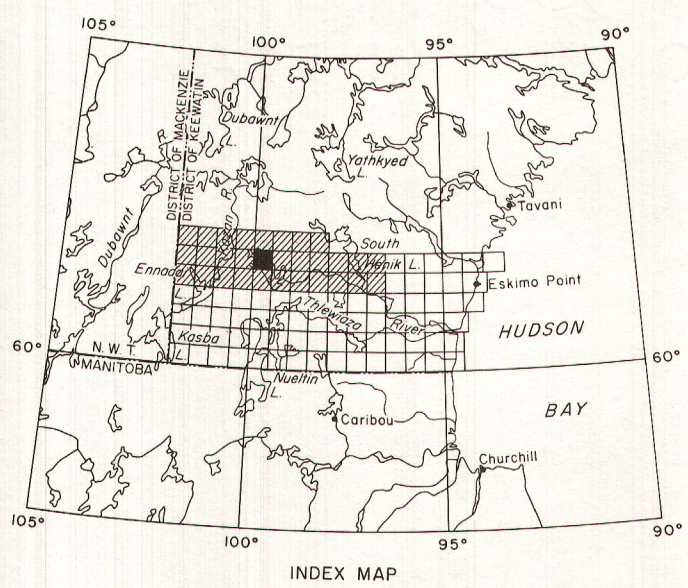 105°
100°
95°
90°
DISTRICT OF MACKENZIE
DISTRICT OF KEEWATIN
Dubawnt
L.
R.
Yathkyed
L.
Dubawnt
Kazan R.
Tavani
South
Henik L.
Ennadai
L.
Eskimo Point
Thlewiaza
River
HUDSON
Kasba
L.
60°
N. W. T.
MANITOBA
60°
Nueltin
L.
BAY
Caribou
Churchill
105°
100°
95°
90°
INDEX MAP